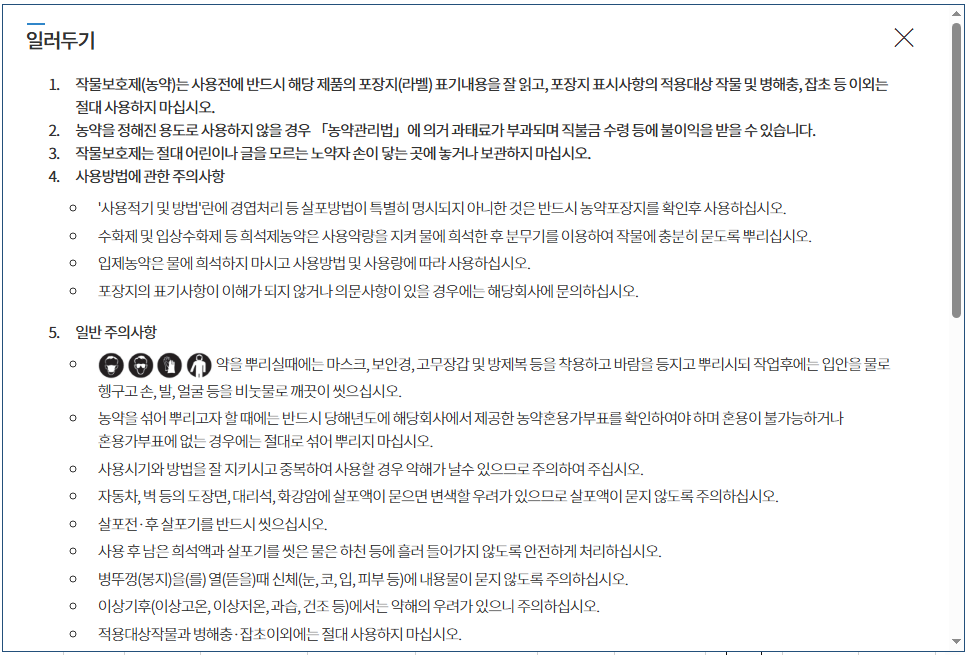 일러두기
1. 작물보호제(농약)는 사용전에 반드시 해당 제품의 포장지(라벨) 표기내용을 잘 읽고, 포장지 표시사항의 적용대상 작물 및 병해충, 잡초 등 이외는
절대 사용하지 마십시오.
2. 농약을 정해진 용도로 사용하지 않을 경우 「농약관리법」에 의거 과태료가 부과되며 직불금 수령 등에 불이익을 받을 수 있습니다.
3. 작물보호제는 절대 어린이나 글을 모르는 노약자 손이 닿는 곳에 놓거나 보관하지 마십시오.
4. 사용방법에 관한 주의사항
'사용적기 및 방법'란에 경엽처리 등 살포방법이 특별히 명시되지 아니한 것은 반드시 농약포장지를 확인후 사용하십시오.
수화제 및 입상수화제 등 희석제농약은 사용약량을 지켜 물에 희석한 후 분무기를 이용하여 작물에 충분히 묻도록 뿌리십시오.
입제농약은 물에 희석하지 마시고 사용방법 및 사용량에 따라 사용하십시오.
포장지의 표기사항이 이해가 되지 않거나 의문사항이 있을 경우에는 해당회사에 문의하십시오.
5. 일반 주의사항
약을 뿌리실때에는 마스크, 보안경, 고무장갑 및 방제복 등을 착용하고 바람을 등지고 뿌리시되 작업후에는 입안을 물로
헹구고 손, 발, 얼굴 등을 비눗물로 깨끗이 씻으십시오.
농약을 섞어 뿌리고자 할 때에는 반드시 당해년도에 해당회사에서 제공한 농약혼용가부표를 확인하여야 하며 혼용이 불가능하거나
혼용가부표에 없는 경우에는 절대로 섞어 뿌리지 마십시오.
사용시기와 방법을 잘 지키시고 중복하여 사용할 경우 약해가 날수 있으므로 주의하여 주십시오.
자동차, 벽 등의 도장면, 대리석, 화강암에 살포액이 묻으면 변색할 우려가 있으므로 살포액이 묻지 않도록 주의하십시오.
살포전·후 살포기를 반드시 씻으십시오.
사용 후 남은 희석액과 살포기를 씻은 물은 하천 등에 흘러 들어가지 않도록 안전하게 처리하십시오.
병뚜껑(봉지)을(를) 열(뜯을)때 신체(눈, 코, 입, 피부 등)에 내용물이 묻지 않도록 주의하십시오.
이상기후(이상고온, 이상저온, 과습, 건조 등)에서는 약해의 우려가 있으니 주의하십시오.
적용대상작물과 병해충·잡초이외에는 절대 사용하지 마십시오.